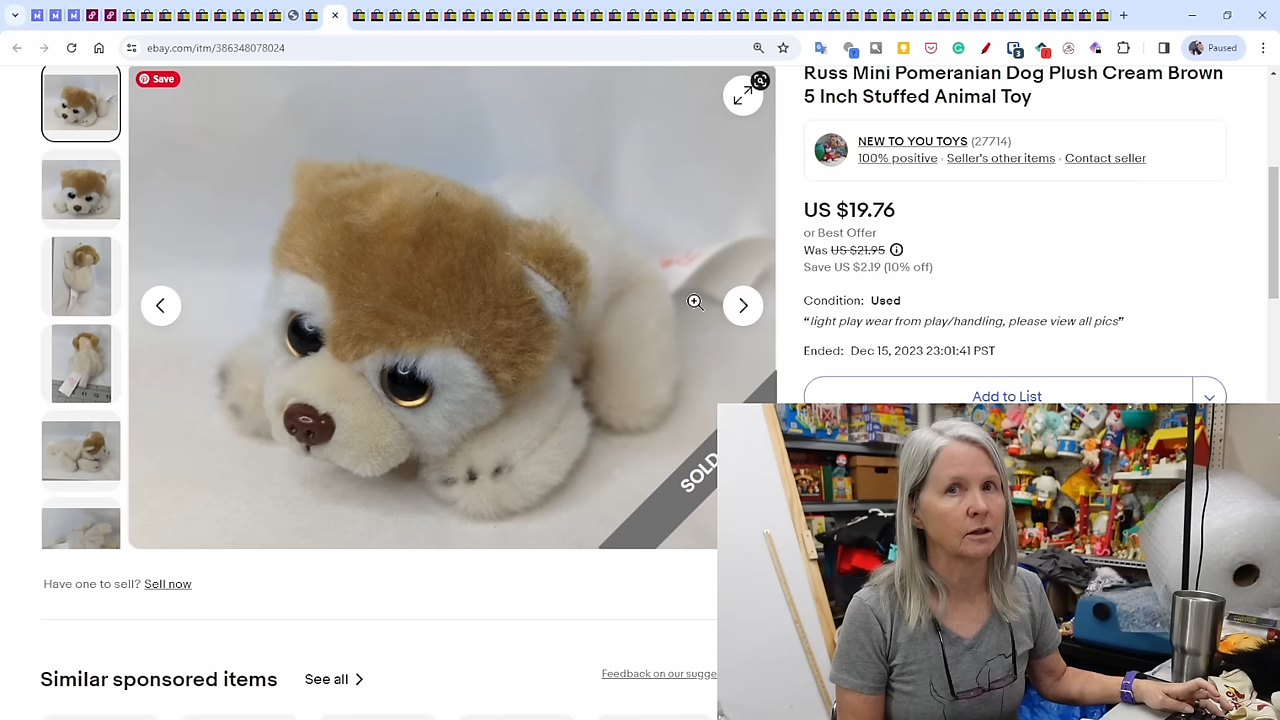 ebay.com/itm/386348078024
Paused
Save
Russ Mini Pomeranian Dog Plush Cream Brown
5 Inch Stuffed Animal Toy
NEW TO YOU TOYS (27714)
100% positive · Seller's other items · Contact seller
US $19.76
or Best Offer
Was US $21.95
Save US $2.19 (10% off)
Condition: Used
“light play wear from play/handling, please view all pics”
Ended: Dec 15, 2023 23:01:41 PST
Add to List
SOLD
Have one to sell? Sell now
Similar sponsored items See all
Feedback on our sugge